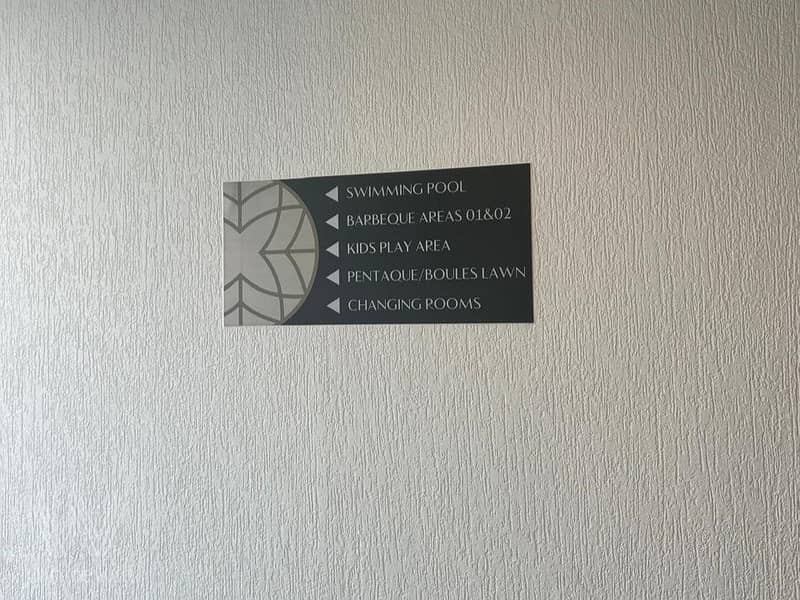 SWIMMING POOL
BARBEQUE AREAS 01&02
KIDS PLAY AREA
PENTAQUE/BOULES LAWN
CHANGING ROOMS